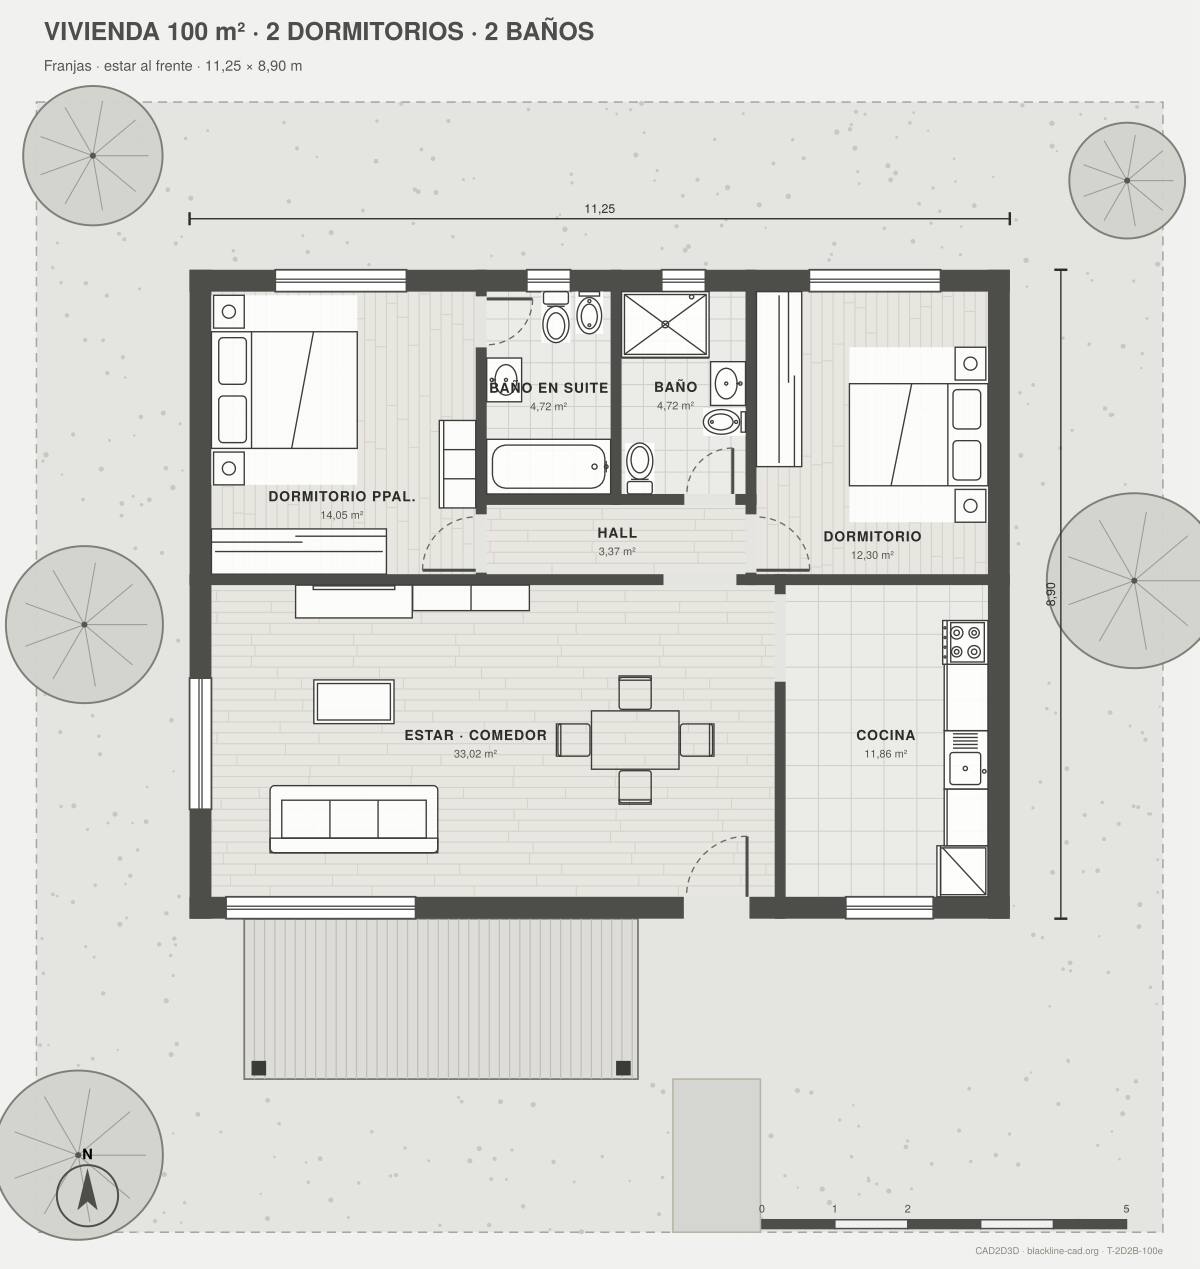 VIVIENDA 100 m² · 2 DORMITORIOS · 2 BAÑOS
Franjas · estar al frente · 11,25 × 8,90 m
11,25
BAÑO EN SUITE
4,72 m²
BAÑO
4,72 m²
DORMITORIO PPAL.
14,05 m²
HALL
3,37 m²
DORMITORIO
12,30 m²
8,90
ESTAR · COMEDOR
33,02 m²
COCINA
11,86 m²
N
0 1 2 5
CAD2D3D · blackline-cad.org · T-2D2B-100e